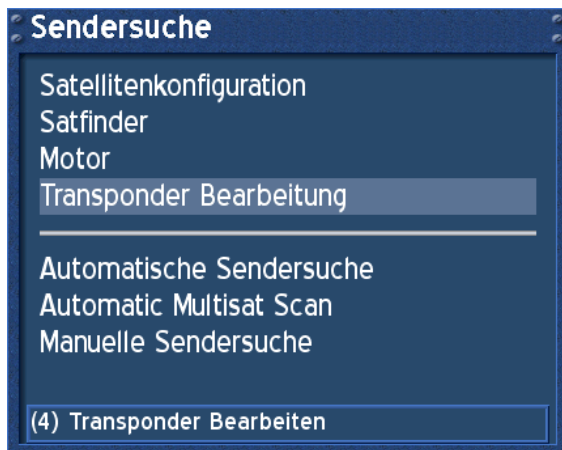 Sendersuche
Satellitenkonfiguration
Satfinder
Motor
Transponder Bearbeitung
Automatische Sendersuche
Automatic Multisat Scan
Manuelle Sendersuche
(4) Transponder Bearbeiten